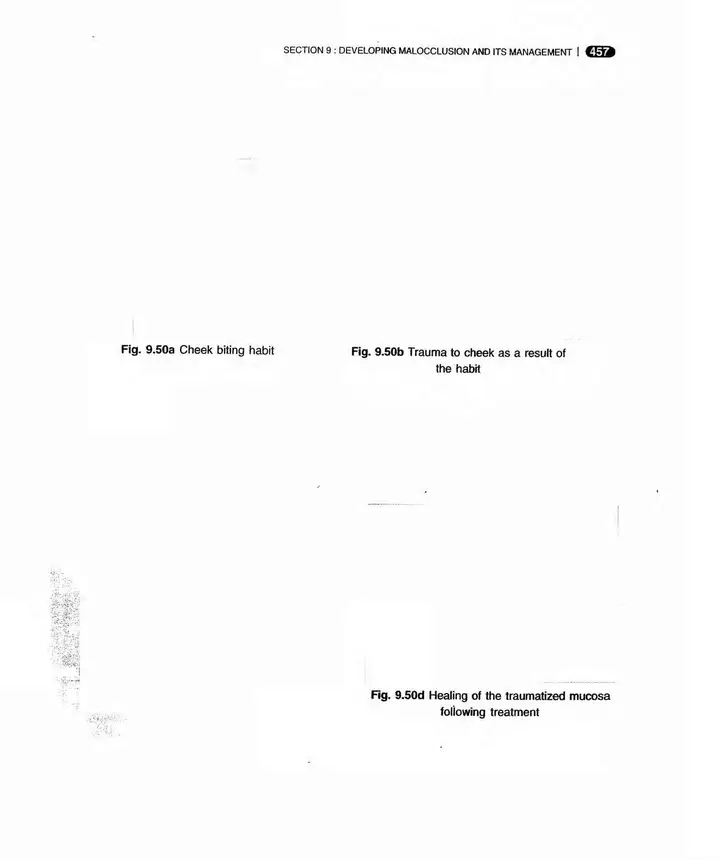 SECTION 9 : DEVELOPING MALOCCLUSION AND ITS MANAGEMENT | 457
Fig. 9.50a Cheek biting habit
Fig. 9.50b Trauma to cheek as a result of
the habit
Fig. 9.50d Healing of the traumatized mucosa
following treatment